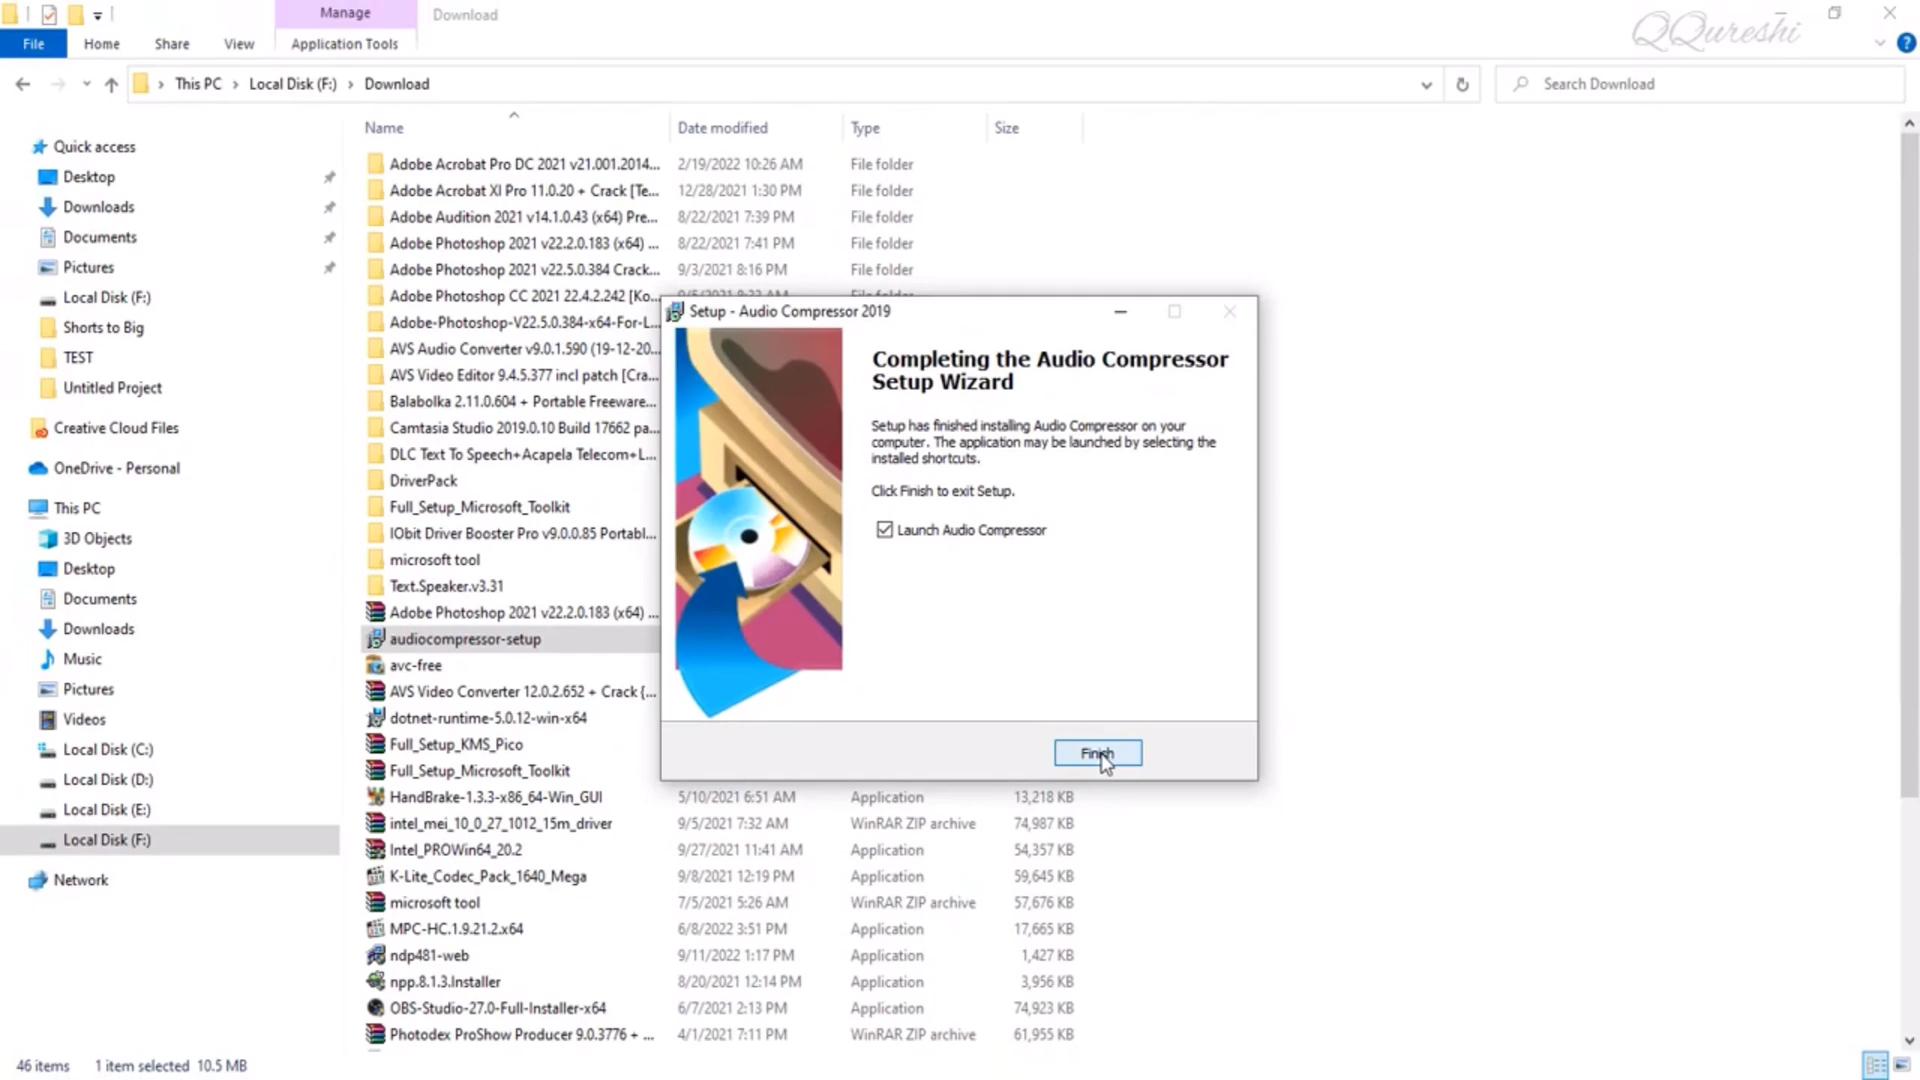 Manage
Download
QQureshi
File
Home
Share
View
Application Tools
This PC
Local Disk (F:)
Download
Search Download
Name
Date modified
Type
Size
Quick access
Desktop
Downloads
Documents
Pictures
Local Disk (F:)
Shorts to Big
TEST
Untitled Project
Creative Cloud Files
OneDrive - Personal
This PC
3D Objects
Desktop
Documents
Downloads
Music
Pictures
Videos
Local Disk (C:)
Local Disk (D:)
Local Disk (E:)
Local Disk (F:)
Network
Adobe Acrobat Pro DC 2021 v21.001.2014... 2/19/2022 10:26 AM File folder
Adobe Acrobat XI Pro 11.0.20 + Crack [Te... 12/28/2021 1:30 PM File folder
Adobe Audition 2021 v14.1.0.43 (x64) Pre... 8/22/2021 7:39 PM File folder
Adobe Photoshop 2021 v22.2.0.183 (x64) ... 8/22/2021 7:41 PM File folder
Adobe Photoshop 2021 v22.5.0.384 Crack... 9/3/2021 8:16 PM File folder
Adobe Photoshop CC 2021 22.4.2.242 [Ko...
Adobe-Photoshop-V22.5.0.384-x64-For-L...
AVS Audio Converter v9.0.1.590 (19-12-20...
AVS Video Editor 9.4.5.377 incl patch [Cra...
Balabolka 2.11.0.604 + Portable Freeware...
Camtasia Studio 2019.0.10 Build 17662 pa...
DLC Text To Speech+Acapela Telecom+L...
DriverPack
Full_Setup_Microsoft_Toolkit
IObit Driver Booster Pro v9.0.0.85 Portabl...
microsoft tool
Text.Speaker.v3.31
Adobe Photoshop 2021 v22.2.0.183 (x64) ...
audiocompressor-setup
avc-free
AVS Video Converter 12.0.2.652 + Crack {...
dotnet-runtime-5.0.12-win-x64
Full_Setup_KMS_Pico
Full_Setup_Microsoft_Toolkit
HandBrake-1.3.3-x86_64-Win_GUI 5/10/2021 6:51 AM Application 13,218 KB
intel_mei_10_0_27_1012_15m_driver 9/5/2021 7:32 AM WinRAR ZIP archive 74,987 KB
Intel_PROWin64_20.2 9/27/2021 11:41 AM Application 54,357 KB
K-Lite_Codec_Pack_1640_Mega 9/8/2021 12:19 PM Application 59,645 KB
microsoft tool 7/5/2021 5:26 AM WinRAR ZIP archive 57,676 KB
MPC-HC.1.9.21.2.x64 6/8/2022 3:51 PM Application 17,665 KB
ndp481-web 9/11/2022 1:17 PM Application 1,427 KB
npp.8.1.3.Installer 8/20/2021 12:14 PM Application 3,956 KB
OBS-Studio-27.0-Full-Installer-x64 6/7/2021 2:13 PM Application 74,923 KB
Photodex ProShow Producer 9.0.3776 + ... 4/1/2021 7:11 PM WinRAR ZIP archive 61,955 KB
Setup - Audio Compressor 2019
Completing the Audio Compressor
Setup Wizard
Setup has finished installing Audio Compressor on your
computer. The application may be launched by selecting the
installed shortcuts.
Click Finish to exit Setup.
Launch Audio Compressor
Finish
46 items 1 item selected 10.5 MB